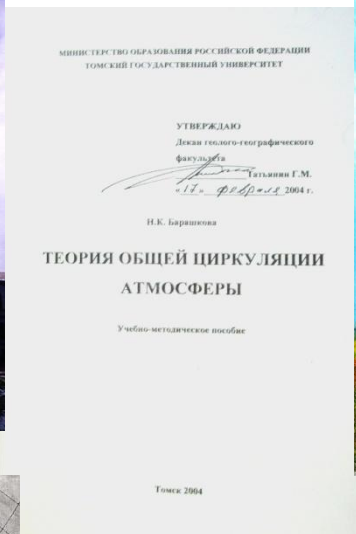 МИНИСТЕРСТВО ОБРАЗОВАНИЯ РОССИЙСКОЙ ФЕДЕРАЦИИ
ТОМСКИЙ ГОСУДАРСТВЕННЫЙ УНИВЕРСИТЕТ
УТВЕРЖДАЮ
Декан геолого-географического
факультета
Татьянин Г.М.
«17» февраля 2004 г.
Н.К. Барашкова
ТЕОРИЯ ОБЩЕЙ ЦИРКУЛЯЦИИ
АТМОСФЕРЫ
Учебно-методическое пособие
Томск 2004